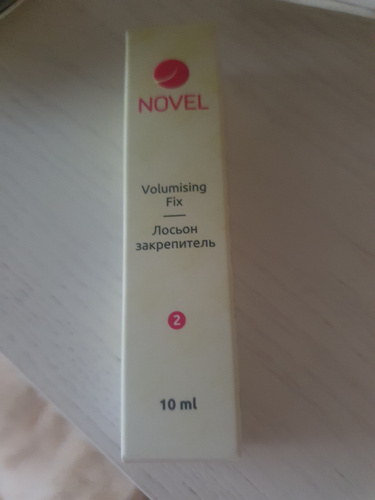 NOVEL
Volumising
Fix
Лосьон
закрепитель
2
10 ml